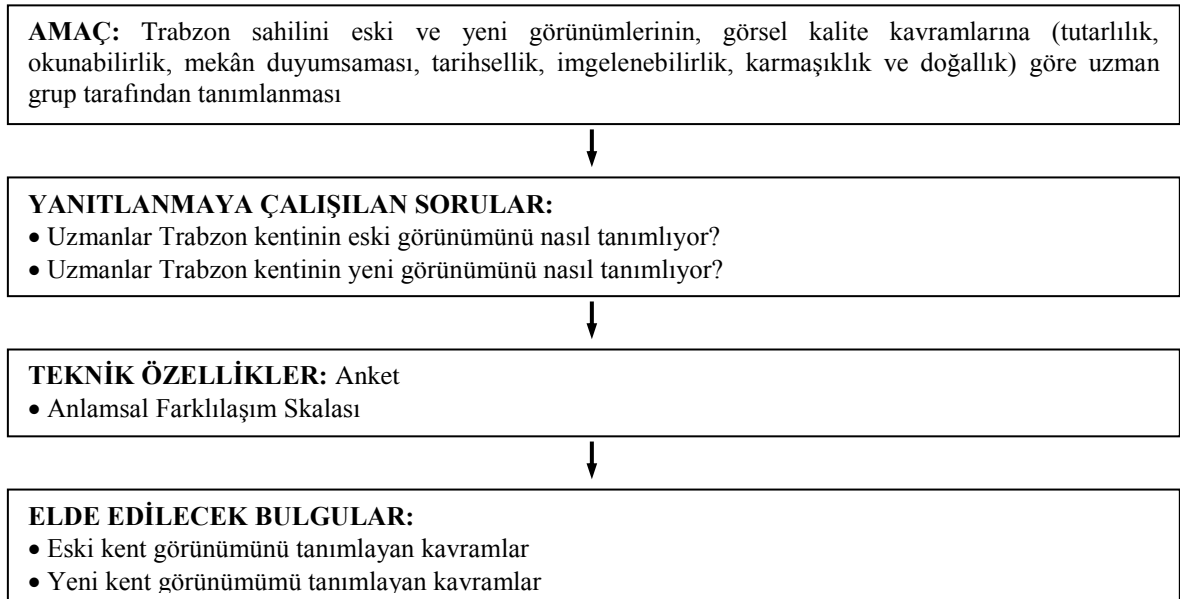 AMAÇ: Trabzon sahilini eski ve yeni görünümlerinin, görsel kalite kavramlarına (tutarlılık,
okunabilirlik, mekân duyumsaması, tarihsellik, imgelenebilirlik, karmaşıklık ve doğallık) göre uzman
grup tarafından tanımlanması
YANITLANMAYA ÇALIŞILAN SORULAR:
• Uzmanlar Trabzon kentinin eski görünümünü nasıl tanımlıyor?
• Uzmanlar Trabzon kentinin yeni görünümünü nasıl tanımlıyor?
TEKNİK ÖZELLİKLER: Anket
• Anlamsal Farklılaşım Skalası
ELDE EDİLECEK BULGULAR:
• Eski kent görünümünü tanımlayan kavramlar
• Yeni kent görünümümü tanımlayan kavramlar